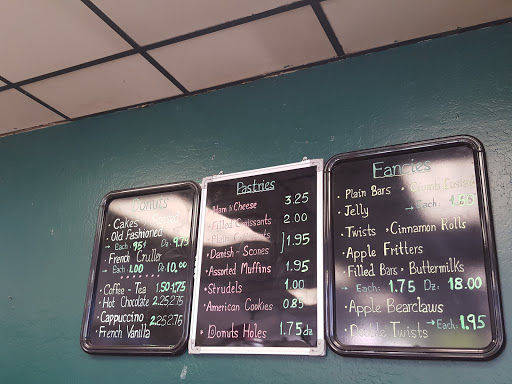 Donuts
• Cakes
Old Fashioned
→ Each. 95¢ Dz. 9.75
• French Cruller
→ Each 1.00 Dz. 10.00
• Coffee - Tea 1.50-1.75
• Hot Chocolate 2.25 2.75
• Cappuccino 2.25 2.75
• French Vanilla
Pastries
Ham & Cheese 3.25
• Filled Croissants 2.00
• Danish - Scones } 1.95
• Assorted Muffins 1.95
• Strudels 1.00
• American Cookies 0.85
• Donuts Holes 1.75 dz
Fancies
• Plain Bars • Crumb
• Jelly → Each:
• Twists • Cinnamon Rolls
• Apple Fritters
• Filled Bars • Buttermilks
→ Each: 1.75 Dz: 18.00
• Apple Bearclaws
• Double Twists → Each: 1.95